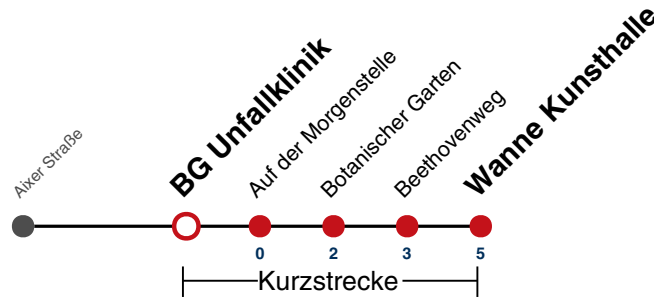 Aixer Straße
BG Unfallklinik
Auf der Morgenstelle
Botanischer Garten
Beethovenweg
Wanne Kunsthalle
0
2
3
5
Kurzstrecke